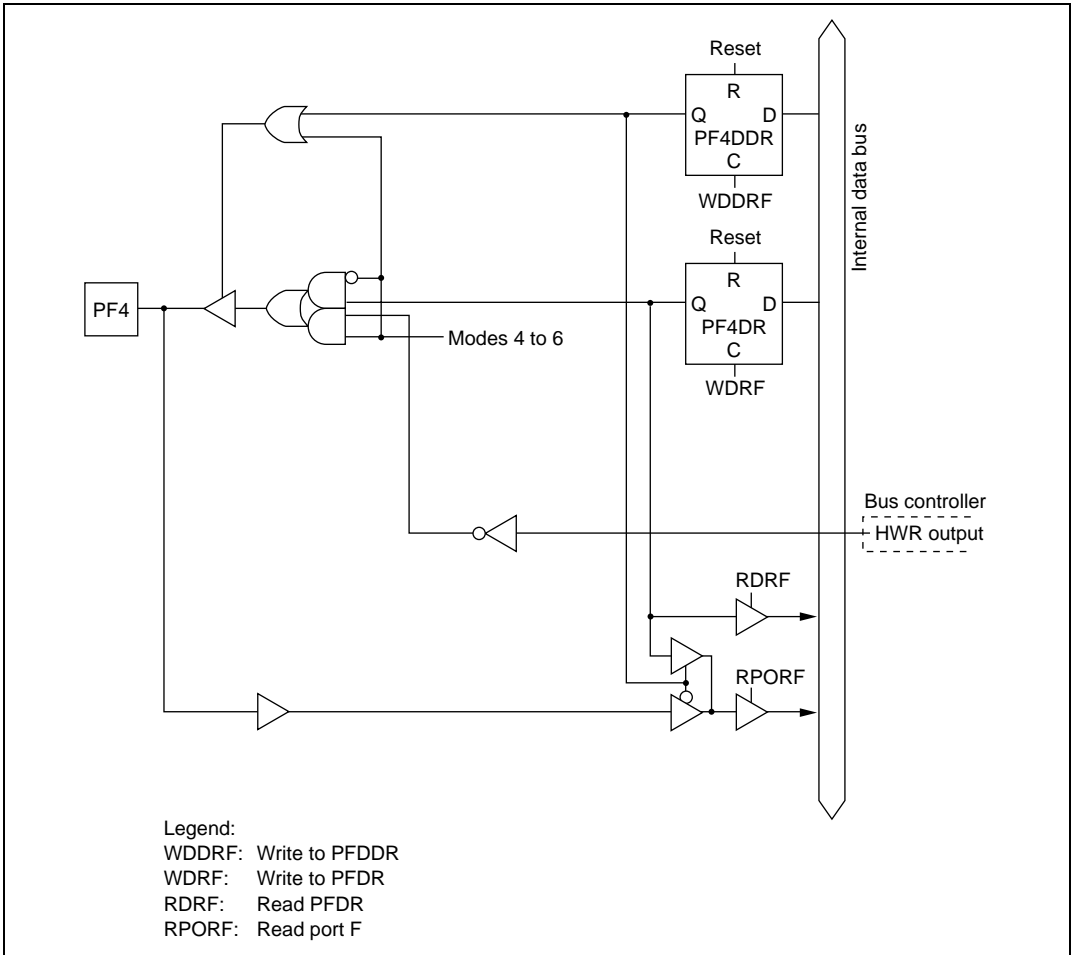 Reset
R
Q D
PF4DDR
C
WDDRF
Internal data bus
Reset
R
PF4
Q D
PF4DR
C
Modes 4 to 6
WDRF
Bus controller
HWR output
RDRF
RPORF
Legend:
WDDRF: Write to PFDDR
WDRF: Write to PFDR
RDRF: Read PFDR
RPORF: Read port F